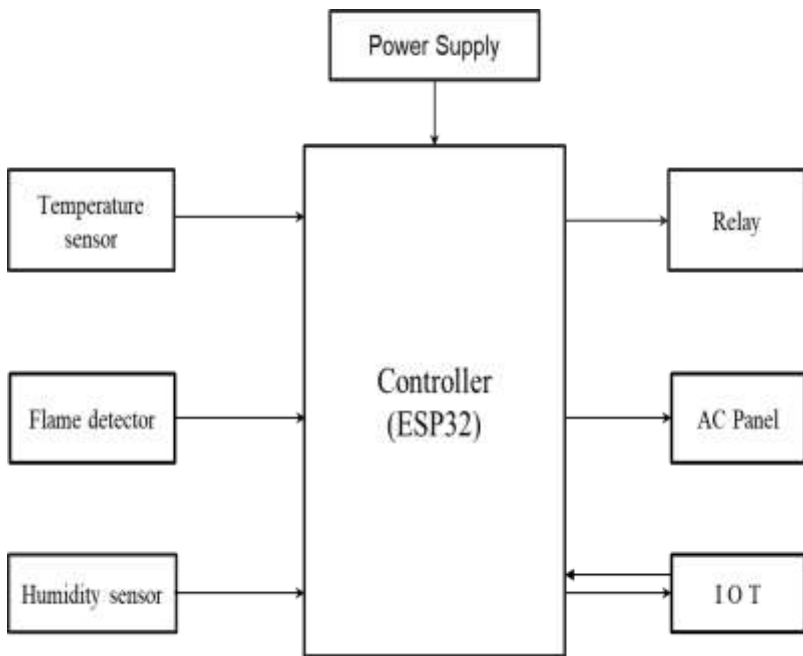 Power Supply
Temperature
sensor
Relay
Controller
(ESP32)
Flame detector
AC Panel
Humidity sensor
I O T